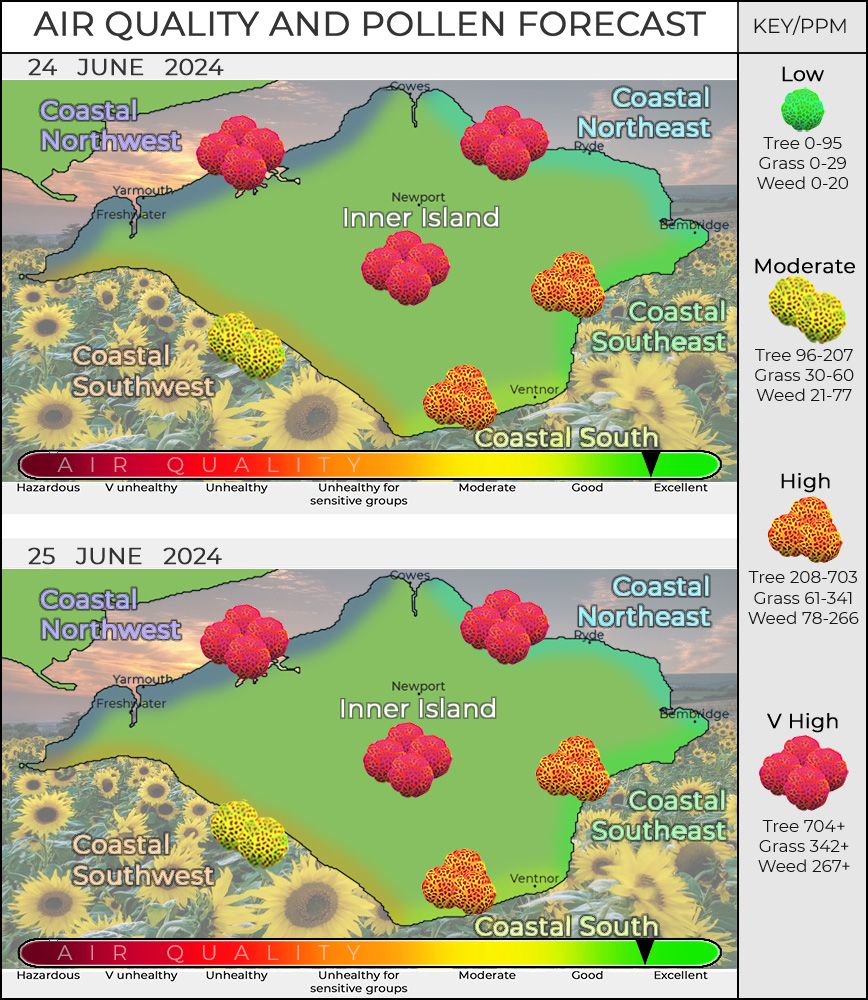 AIR QUALITY AND POLLEN FORECAST
KEY/PPM
24 JUNE 2024
Coastal
Northwest
Cowes
Coastal
Northeast
Ryde
Yarmouth
Freshwater
Newport
Inner Island
Bembridge
Coastal
Southeast
Coastal
Southwest
Ventnor
Coastal South
AIR QUALITY
Hazardous
V unhealthy
Unhealthy
Unhealthy for
sensitive groups
Moderate
Good
Excellent
25 JUNE 2024
Coastal
Northwest
Cowes
Coastal
Northeast
Ryde
Yarmouth
Freshwater
Newport
Inner Island
Bembridge
Coastal
Southeast
Coastal
Southwest
Ventnor
Coastal South
AIR QUALITY
Hazardous
V unhealthy
Unhealthy
Unhealthy for
sensitive groups
Moderate
Good
Excellent
Low
Tree 0-95
Grass 0-29
Weed 0-20
Moderate
Tree 96-207
Grass 30-60
Weed 21-77
High
Tree 208-703
Grass 61-341
Weed 78-266
V High
Tree 704+
Grass 342+
Weed 267+